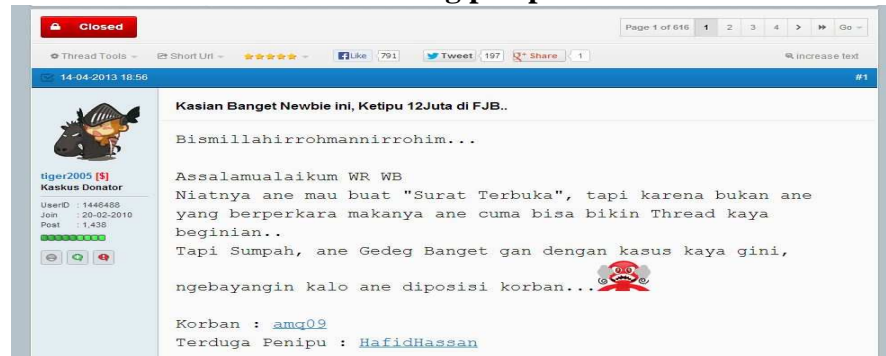 Closed
Page 1 of 616 1 2 3 4 > Go
Thread Tools Short Url Like 791 Tweet 197 Share 1 increase text
14-04-2013 18:56 #1
Kasian Banget Newbie ini, Ketipu 12Juta di FJB..
Bismillahirrohmannirrohim...
Assalamualaikum WR WB
Niatnya ane mau buat "Surat Terbuka", tapi karena bukan ane
yang berperkara makanya ane cuma bisa bikin Thread kaya
beginian..
Tapi Sumpah, ane Gedeg Banget gan dengan kasus kaya gini,
ngebayangin kalo ane diposisi korban...
Korban : amq09
Terduga Penipu : HafidHassan
tiger2005 [$]
Kaskus Donator
UserID : 1446488
Join : 20-02-2010
Post : 1,438